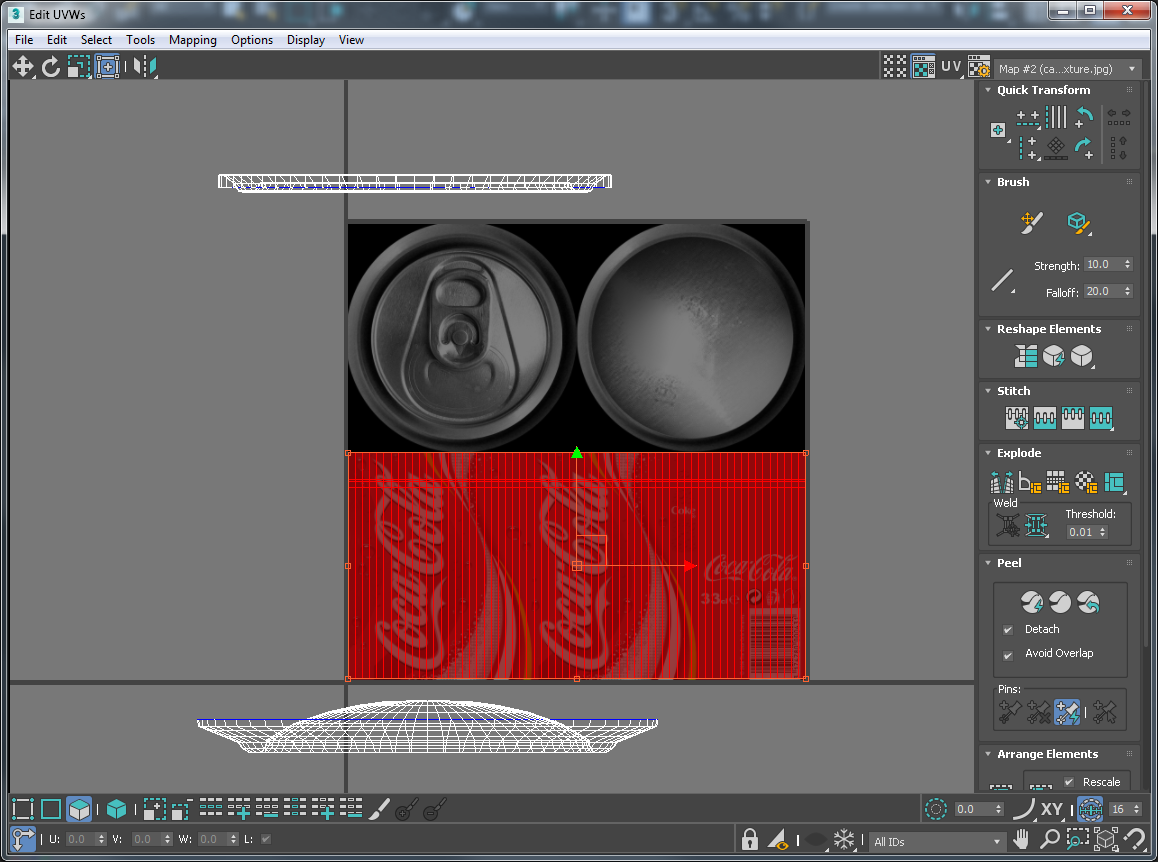 3 Edit UVWs
File Edit Select Tools Mapping Options Display View
UV Map #2 (ca...xture.jpg)
Quick Transform
Brush
Strength: 10.0
Falloff: 20.0
Reshape Elements
Stitch
Explode
Weld
Threshold:
0.01
Peel
Detach
Avoid Overlap
Pins:
Arrange Elements
Rescale
Coca-Cola
Coca-Cola
Coke
Coca-Cola
0.0 XY 16
U: 0.0 V: 0.0 W: 0.0 L:
All IDs